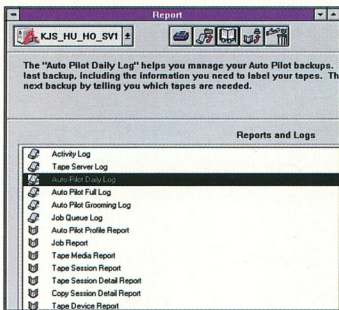 Report
KJS_HU_HO_SV1
The "Auto Pilot Daily Log" helps you manage your Auto Pilot backups.
last backup, including the information you need to label your tapes. Th
next backup by telling you which tapes are needed.
Reports and Logs
Activity Log
Tape Server Log
Auto Pilot Daily Log
Auto Pilot Full Log
Auto Pilot Grooming Log
Job Queue Log
Auto Pilot Profile Report
Job Report
Tape Media Report
Tape Session Report
Tape Session Detail Report
Copy Session Detail Report
Tape Device Report